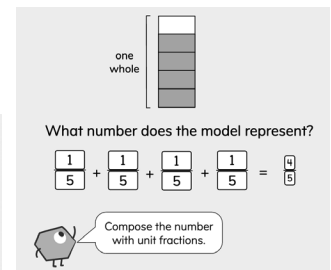 one
whole
What number does the model represent?
1/5 + 1/5 + 1/5 + 1/5 = 4/5
Compose the number
with unit fractions.